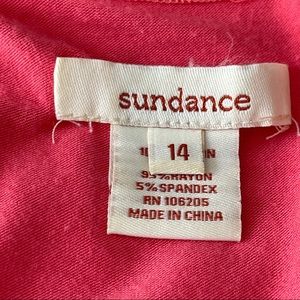 sundance
14
95% RAYON
5% SPANDEX
RN 106205
MADE IN CHINA